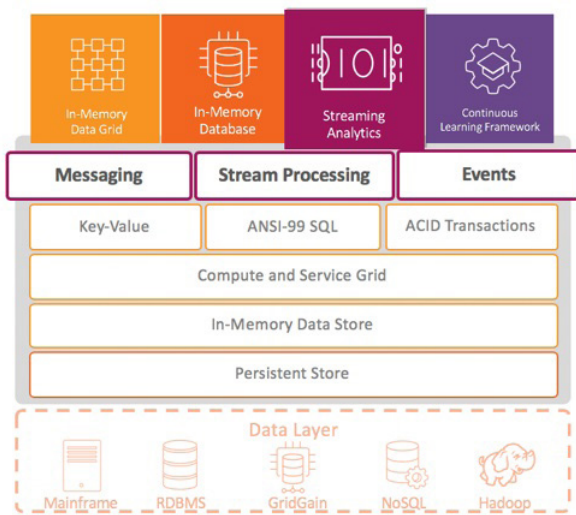 In-Memory
Data Grid
In-Memory
Database
Streaming
Analytics
Continuous
Learning Framework
Messaging
Stream Processing
Events
Key-Value
ANSI-99 SQL
ACID Transactions
Compute and Service Grid
In-Memory Data Store
Persistent Store
Data Layer
Mainframe
RDBMS
GridGain
NoSQL
Hadoop